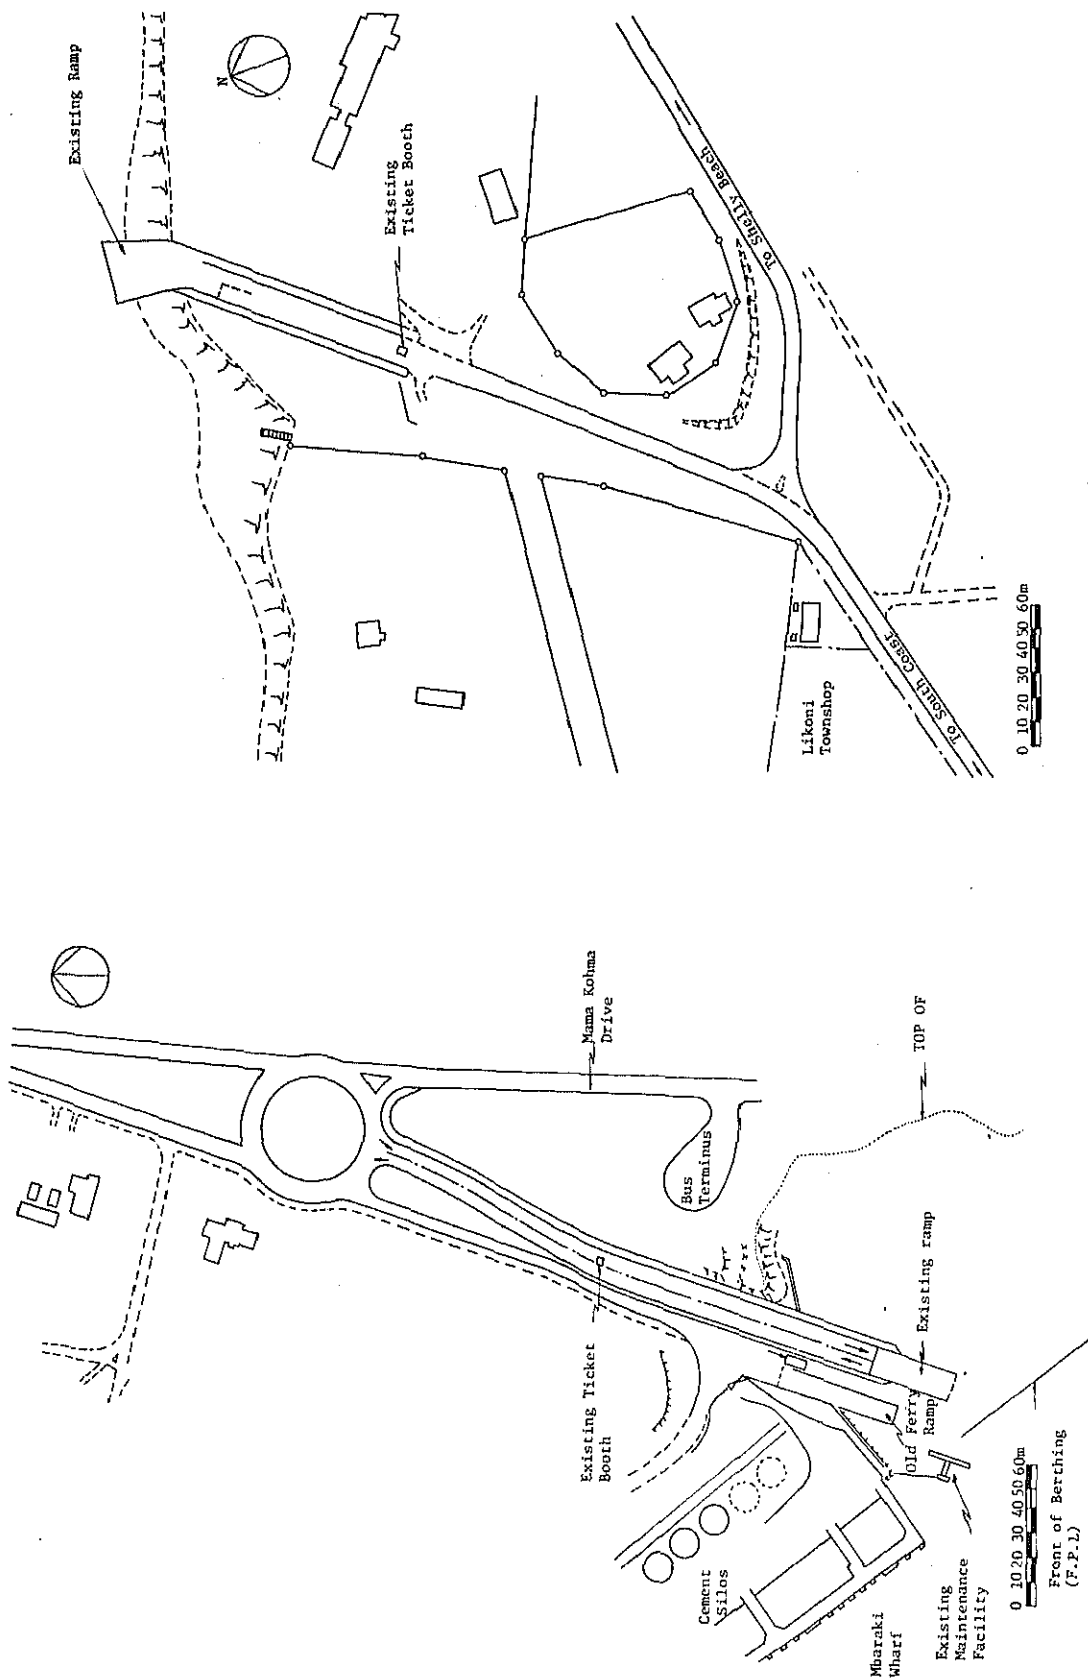 Existing Ramp
N
Existing
Ticket Booth
To Shelly Beach
Likoni
Townshop
To South Coast
0 10 20 30 40 50 60m
Mama Kohma
Drive
Bus
Terminus
TOP OF
Existing ramp
Existing Ticket
Booth
Old Ferry
Ramp
Cement
Silos
Mbaraki
Wharf
Existing
Maintenance
Facility
0 10 20 30 40 50 60m
Front of Berthing
(F.P.L)